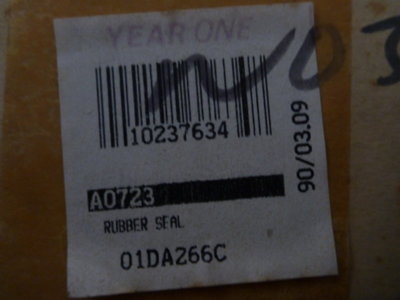 YEAR ONE
10237634
90/03.09
A0723
RUBBER SEAL
01DA266C